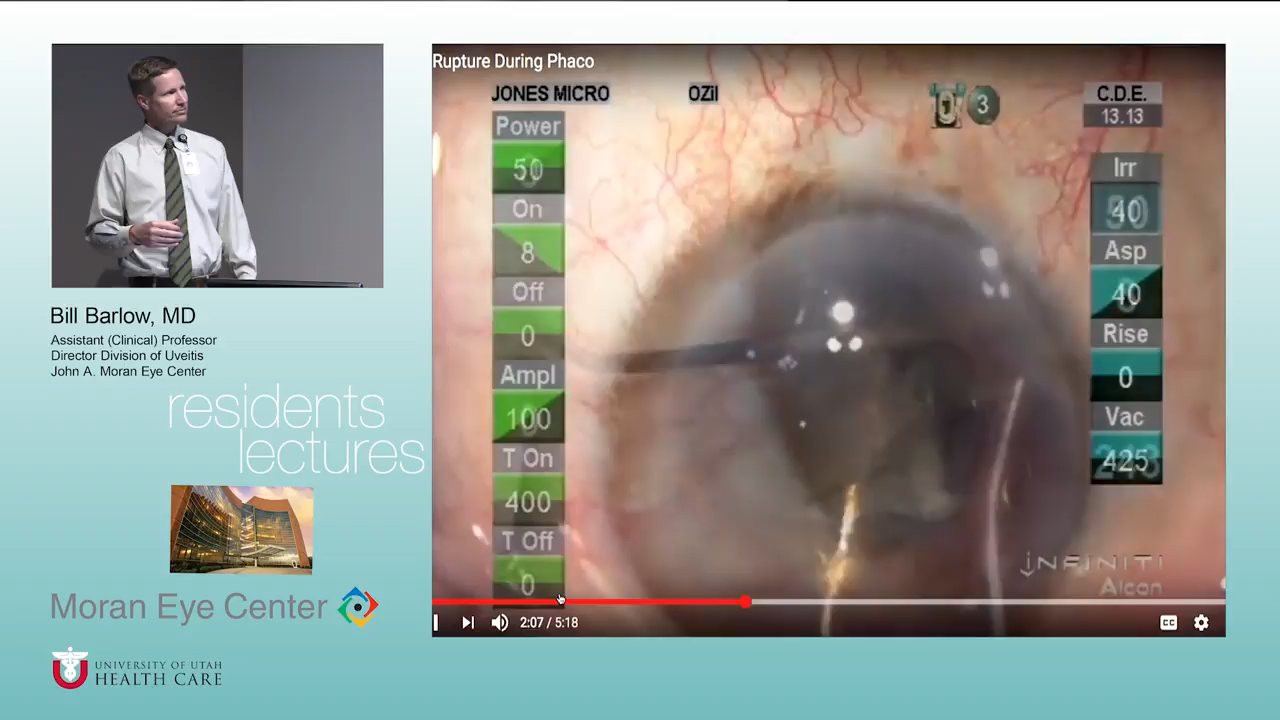 Rupture During Phaco
JONES MICRO
OZil
3
C.D.E.
13.13
Power
50
On
8
Off
0
Ampl
100
T On
400
T Off
0
Irr
40
Asp
40
Rise
0
Vac
425
INFINITI
Alcon
2:07 / 5:18
CC
Bill Barlow, MD
Assistant (Clinical) Professor
Director Division of Uveitis
John A. Moran Eye Center
residents
lectures
Moran Eye Center
UNIVERSITY OF UTAH
HEALTH CARE